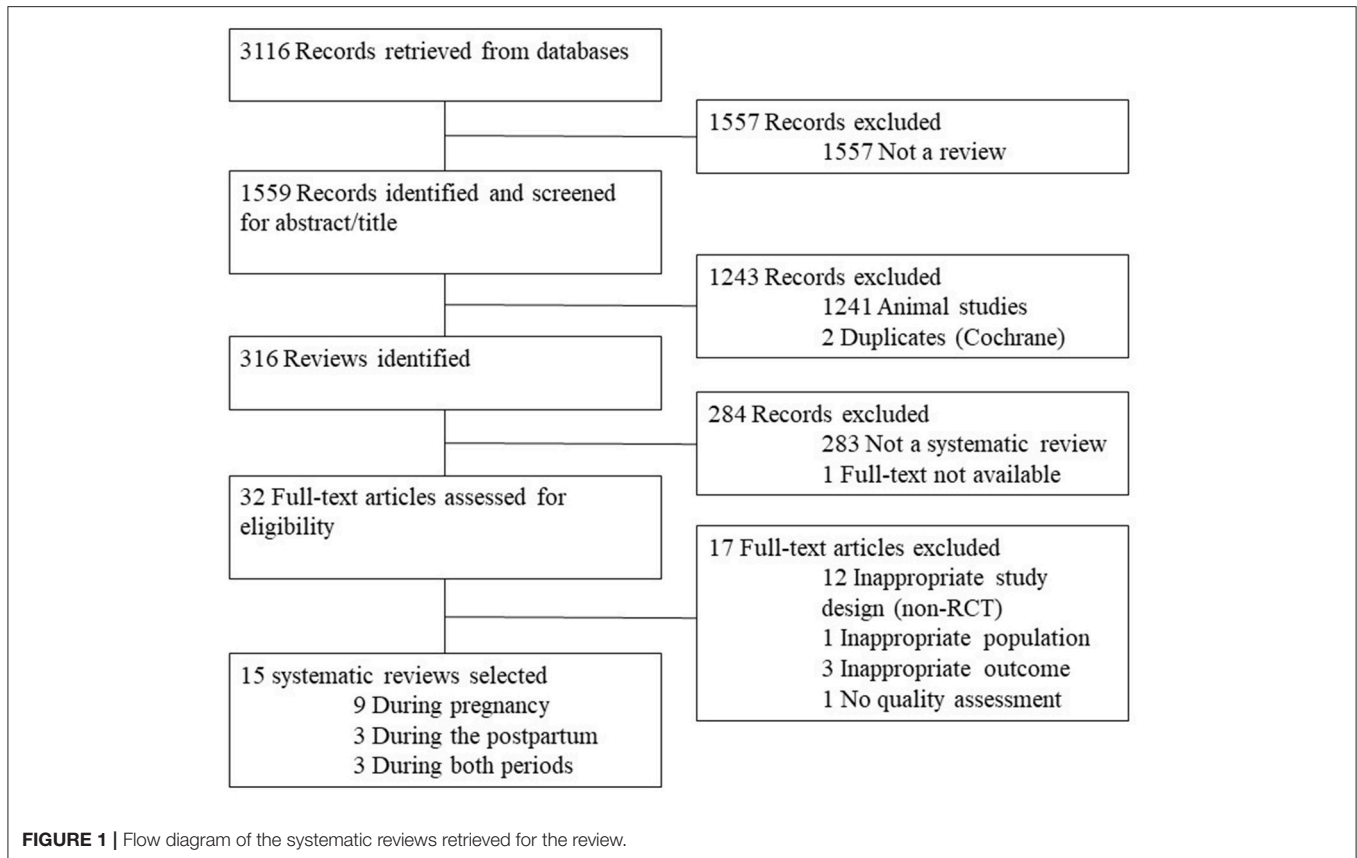 3116 Records retrieved from databases
1557 Records excluded
1557 Not a review
1559 Records identified and screened
for abstract/title
1243 Records excluded
1241 Animal studies
2 Duplicates (Cochrane)
316 Reviews identified
284 Records excluded
283 Not a systematic review
1 Full-text not available
32 Full-text articles assessed for
eligibility
17 Full-text articles excluded
12 Inappropriate study
design (non-RCT)
1 Inappropriate population
3 Inappropriate outcome
1 No quality assessment
15 systematic reviews selected
9 During pregnancy
3 During the postpartum
3 During both periods
FIGURE 1 | Flow diagram of the systematic reviews retrieved for the review.